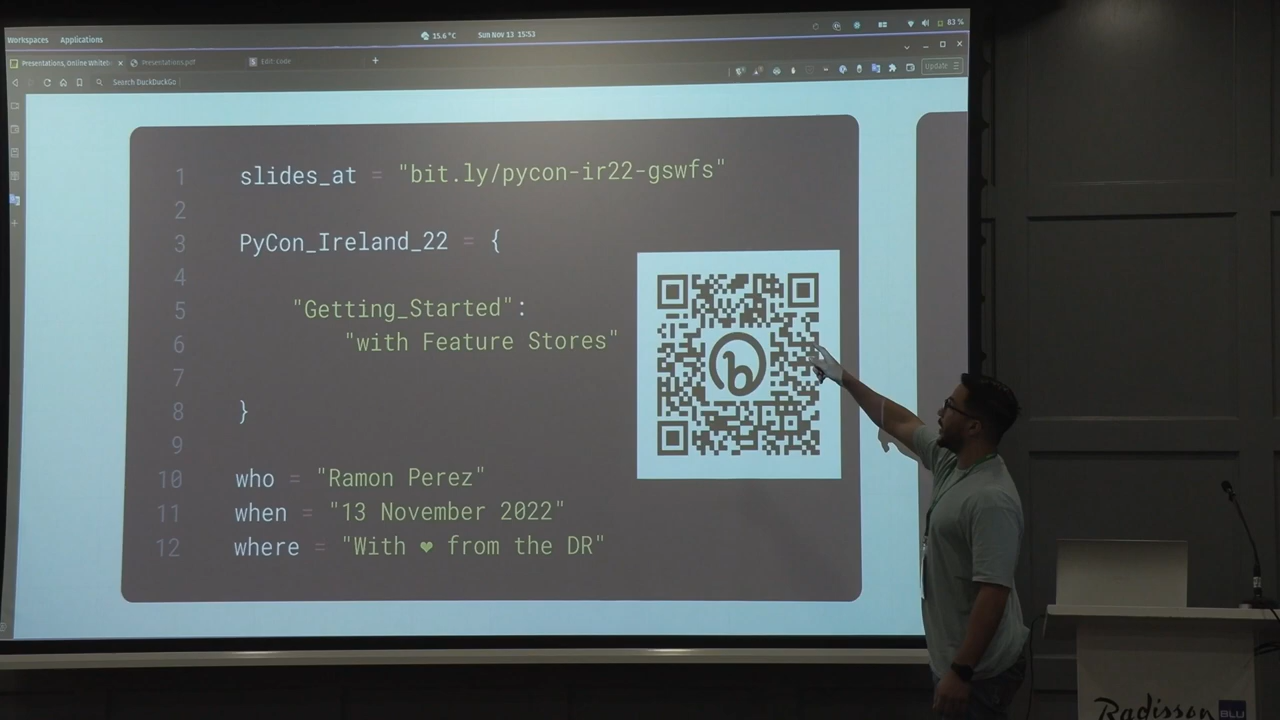 Workspaces Applications 15.6 °C Sun Nov 13 15:53 83 %
Presentations, Online Whiteb Presentations.pdf Edit-code
Search DuckDuckGo Update
1 slides_at = "bit.ly/pycon-ir22-gswfs"
2
3 PyCon_Ireland_22 = {
4
5 "Getting_Started":
6 "with Feature Stores"
7
8 }
9
10 who = "Ramon Perez"
11 when = "13 November 2022"
12 where = "With ❤ from the DR"
b
Radisson BLU